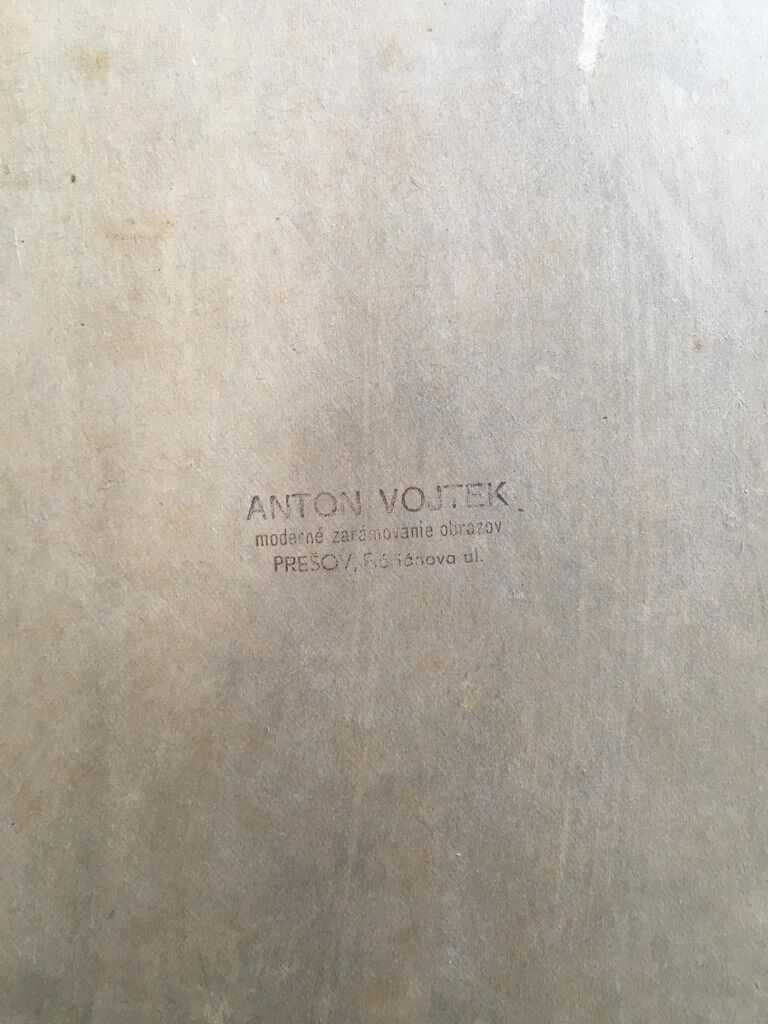 ANTON VOJTEK
moderné zarámovanie obrazov
PREŠOV, ul.